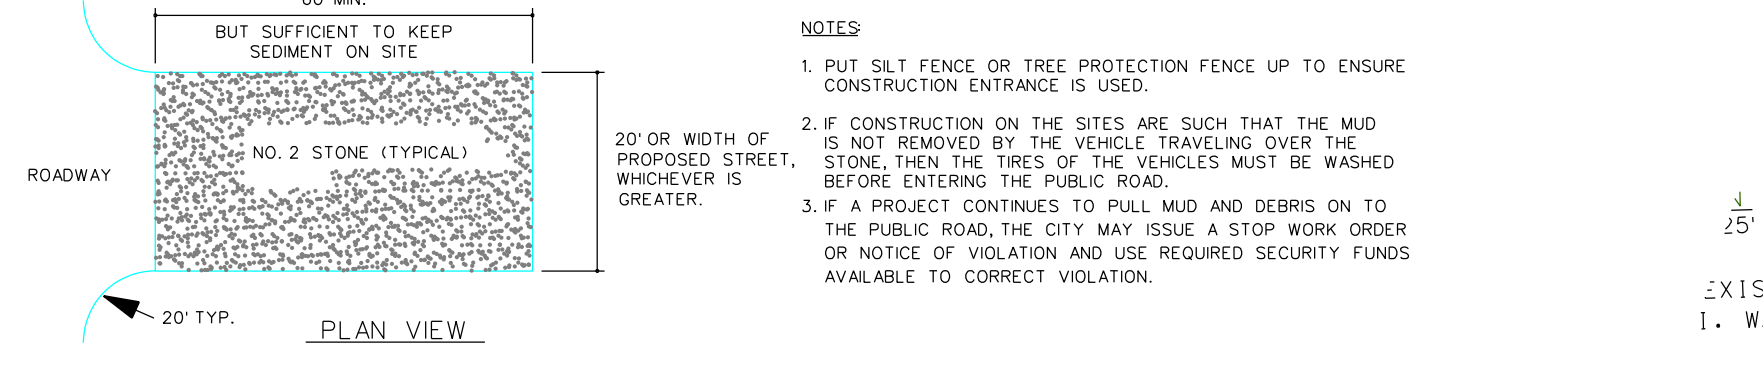 BUT SUFFICIENT TO KEEP
SEDIMENT ON SITE
NO. 2 STONE (TYPICAL)
ROADWAY
20' OR WIDTH OF
PROPOSED STREET,
WHICHEVER IS
GREATER.
20' TYP.
PLAN VIEW
NOTES:
1. PUT SILT FENCE OR TREE PROTECTION FENCE UP TO ENSURE
CONSTRUCTION ENTRANCE IS USED.
2. IF CONSTRUCTION ON THE SITES ARE SUCH THAT THE MUD
IS NOT REMOVED BY THE VEHICLE TRAVELING OVER THE
STONE, THEN THE TIRES OF THE VEHICLES MUST BE WASHED
BEFORE ENTERING THE PUBLIC ROAD.
3. IF A PROJECT CONTINUES TO PULL MUD AND DEBRIS ON TO
THE PUBLIC ROAD, THE CITY MAY ISSUE A STOP WORK ORDER
OR NOTICE OF VIOLATION AND USE REQUIRED SECURITY FUNDS
AVAILABLE TO CORRECT VIOLATION.
25'
I. W.